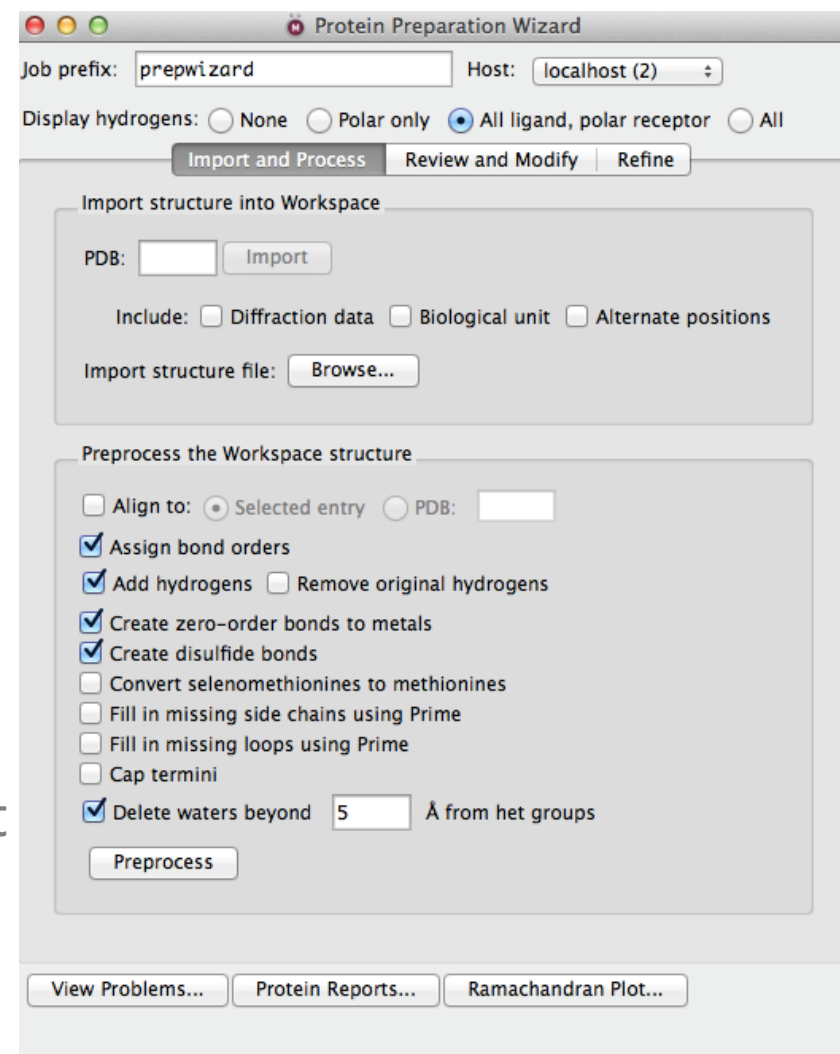 Protein Preparation Wizard
Job prefix: prepwizard Host: localhost (2)
Display hydrogens: None Polar only All ligand, polar receptor All
Import and Process Review and Modify Refine
Import structure into Workspace
PDB: Import
Include: Diffraction data Biological unit Alternate positions
Import structure file: Browse...
Preprocess the Workspace structure
Align to: Selected entry PDB:
Assign bond orders
Add hydrogens Remove original hydrogens
Create zero-order bonds to metals
Create disulfide bonds
Convert selenomethionines to methionines
Fill in missing side chains using Prime
Fill in missing loops using Prime
Cap termini
t
Delete waters beyond 5 Å from het groups
Preprocess
View Problems... Protein Reports... Ramachandran Plot...